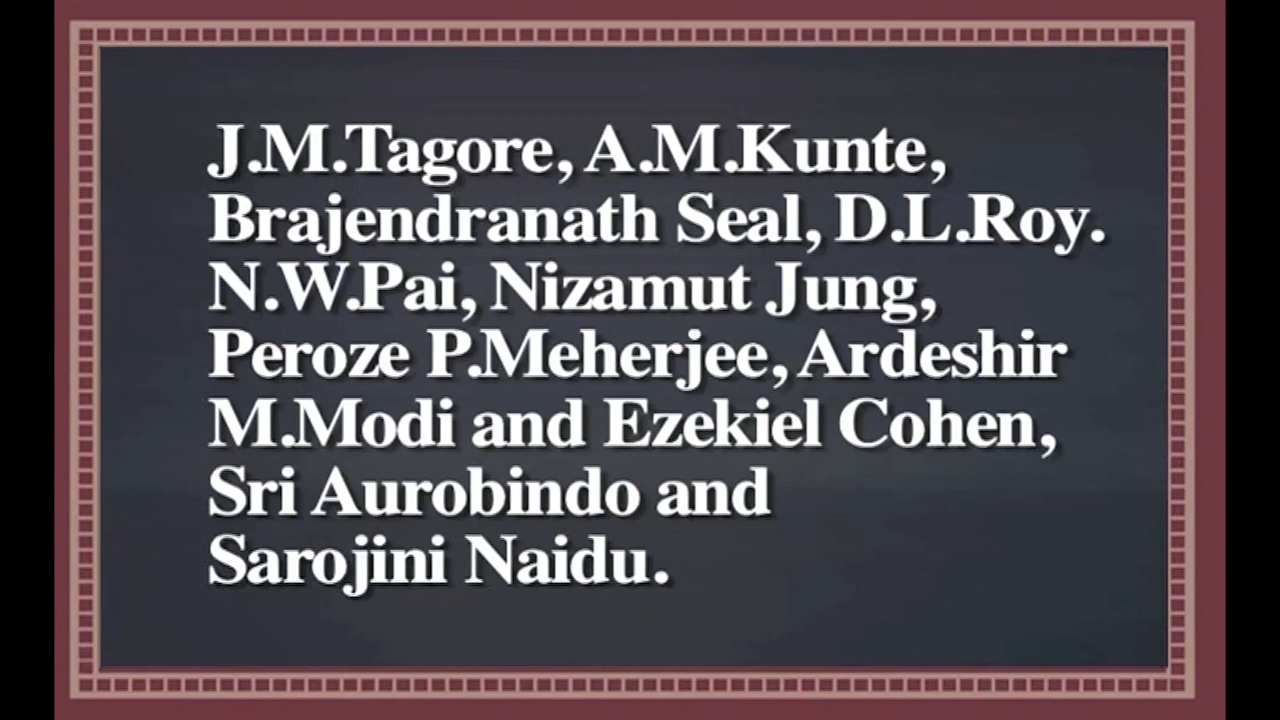 J.M.Tagore, A.M.Kunte,
Brajendranath Seal, D.L.Roy.
N.W.Pai, Nizamut Jung,
Peroze P.Meherjee, Ardeshir
M.Modi and Ezekiel Cohen,
Sri Aurobindo and
Sarojini Naidu.